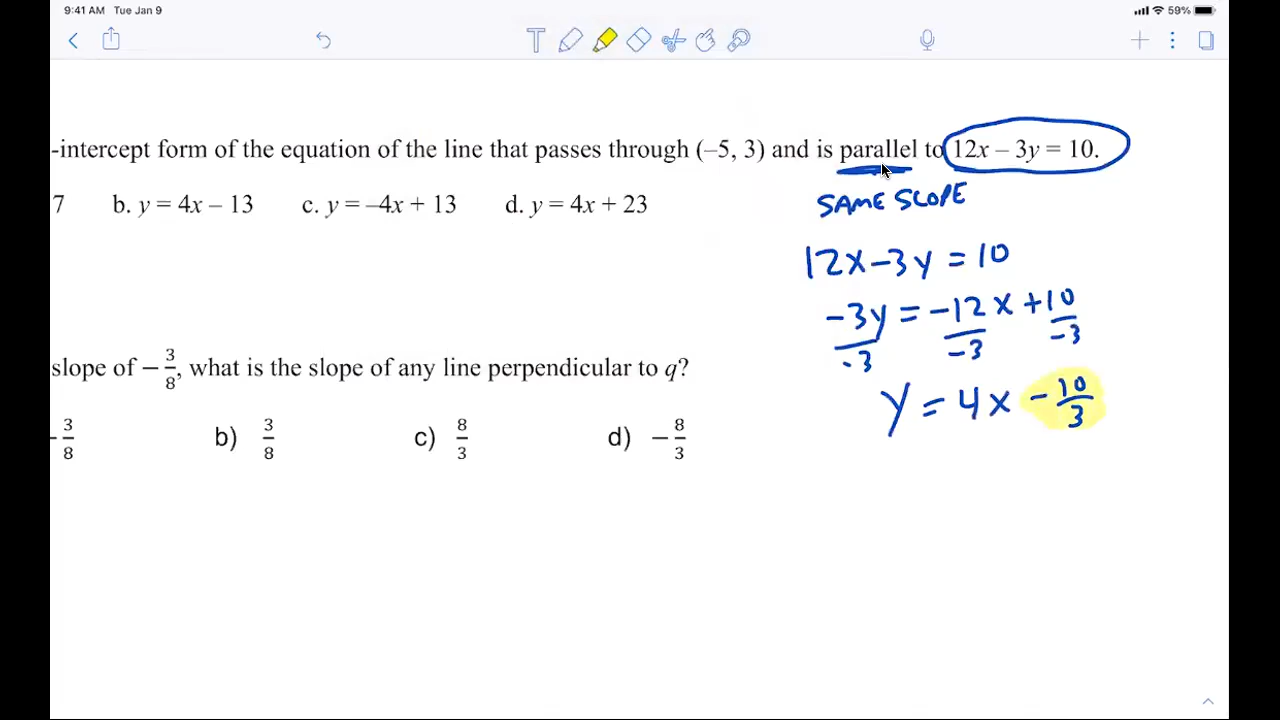 9:41 AM Tue Jan 9
59%
-intercept form of the equation of the line that passes through (–5, 3) and is parallel to 12x – 3y = 10.
7 b. y = 4x – 13 c. y = –4x + 13 d. y = 4x + 23
SAME SLOPE
12x-3y = 10
-3y = -12x +10
-3 -3 -3
y = 4x - 10/3
slope of − 3/8, what is the slope of any line perpendicular to q?
- 3/8 b) 3/8 c) 8/3 d) − 8/3